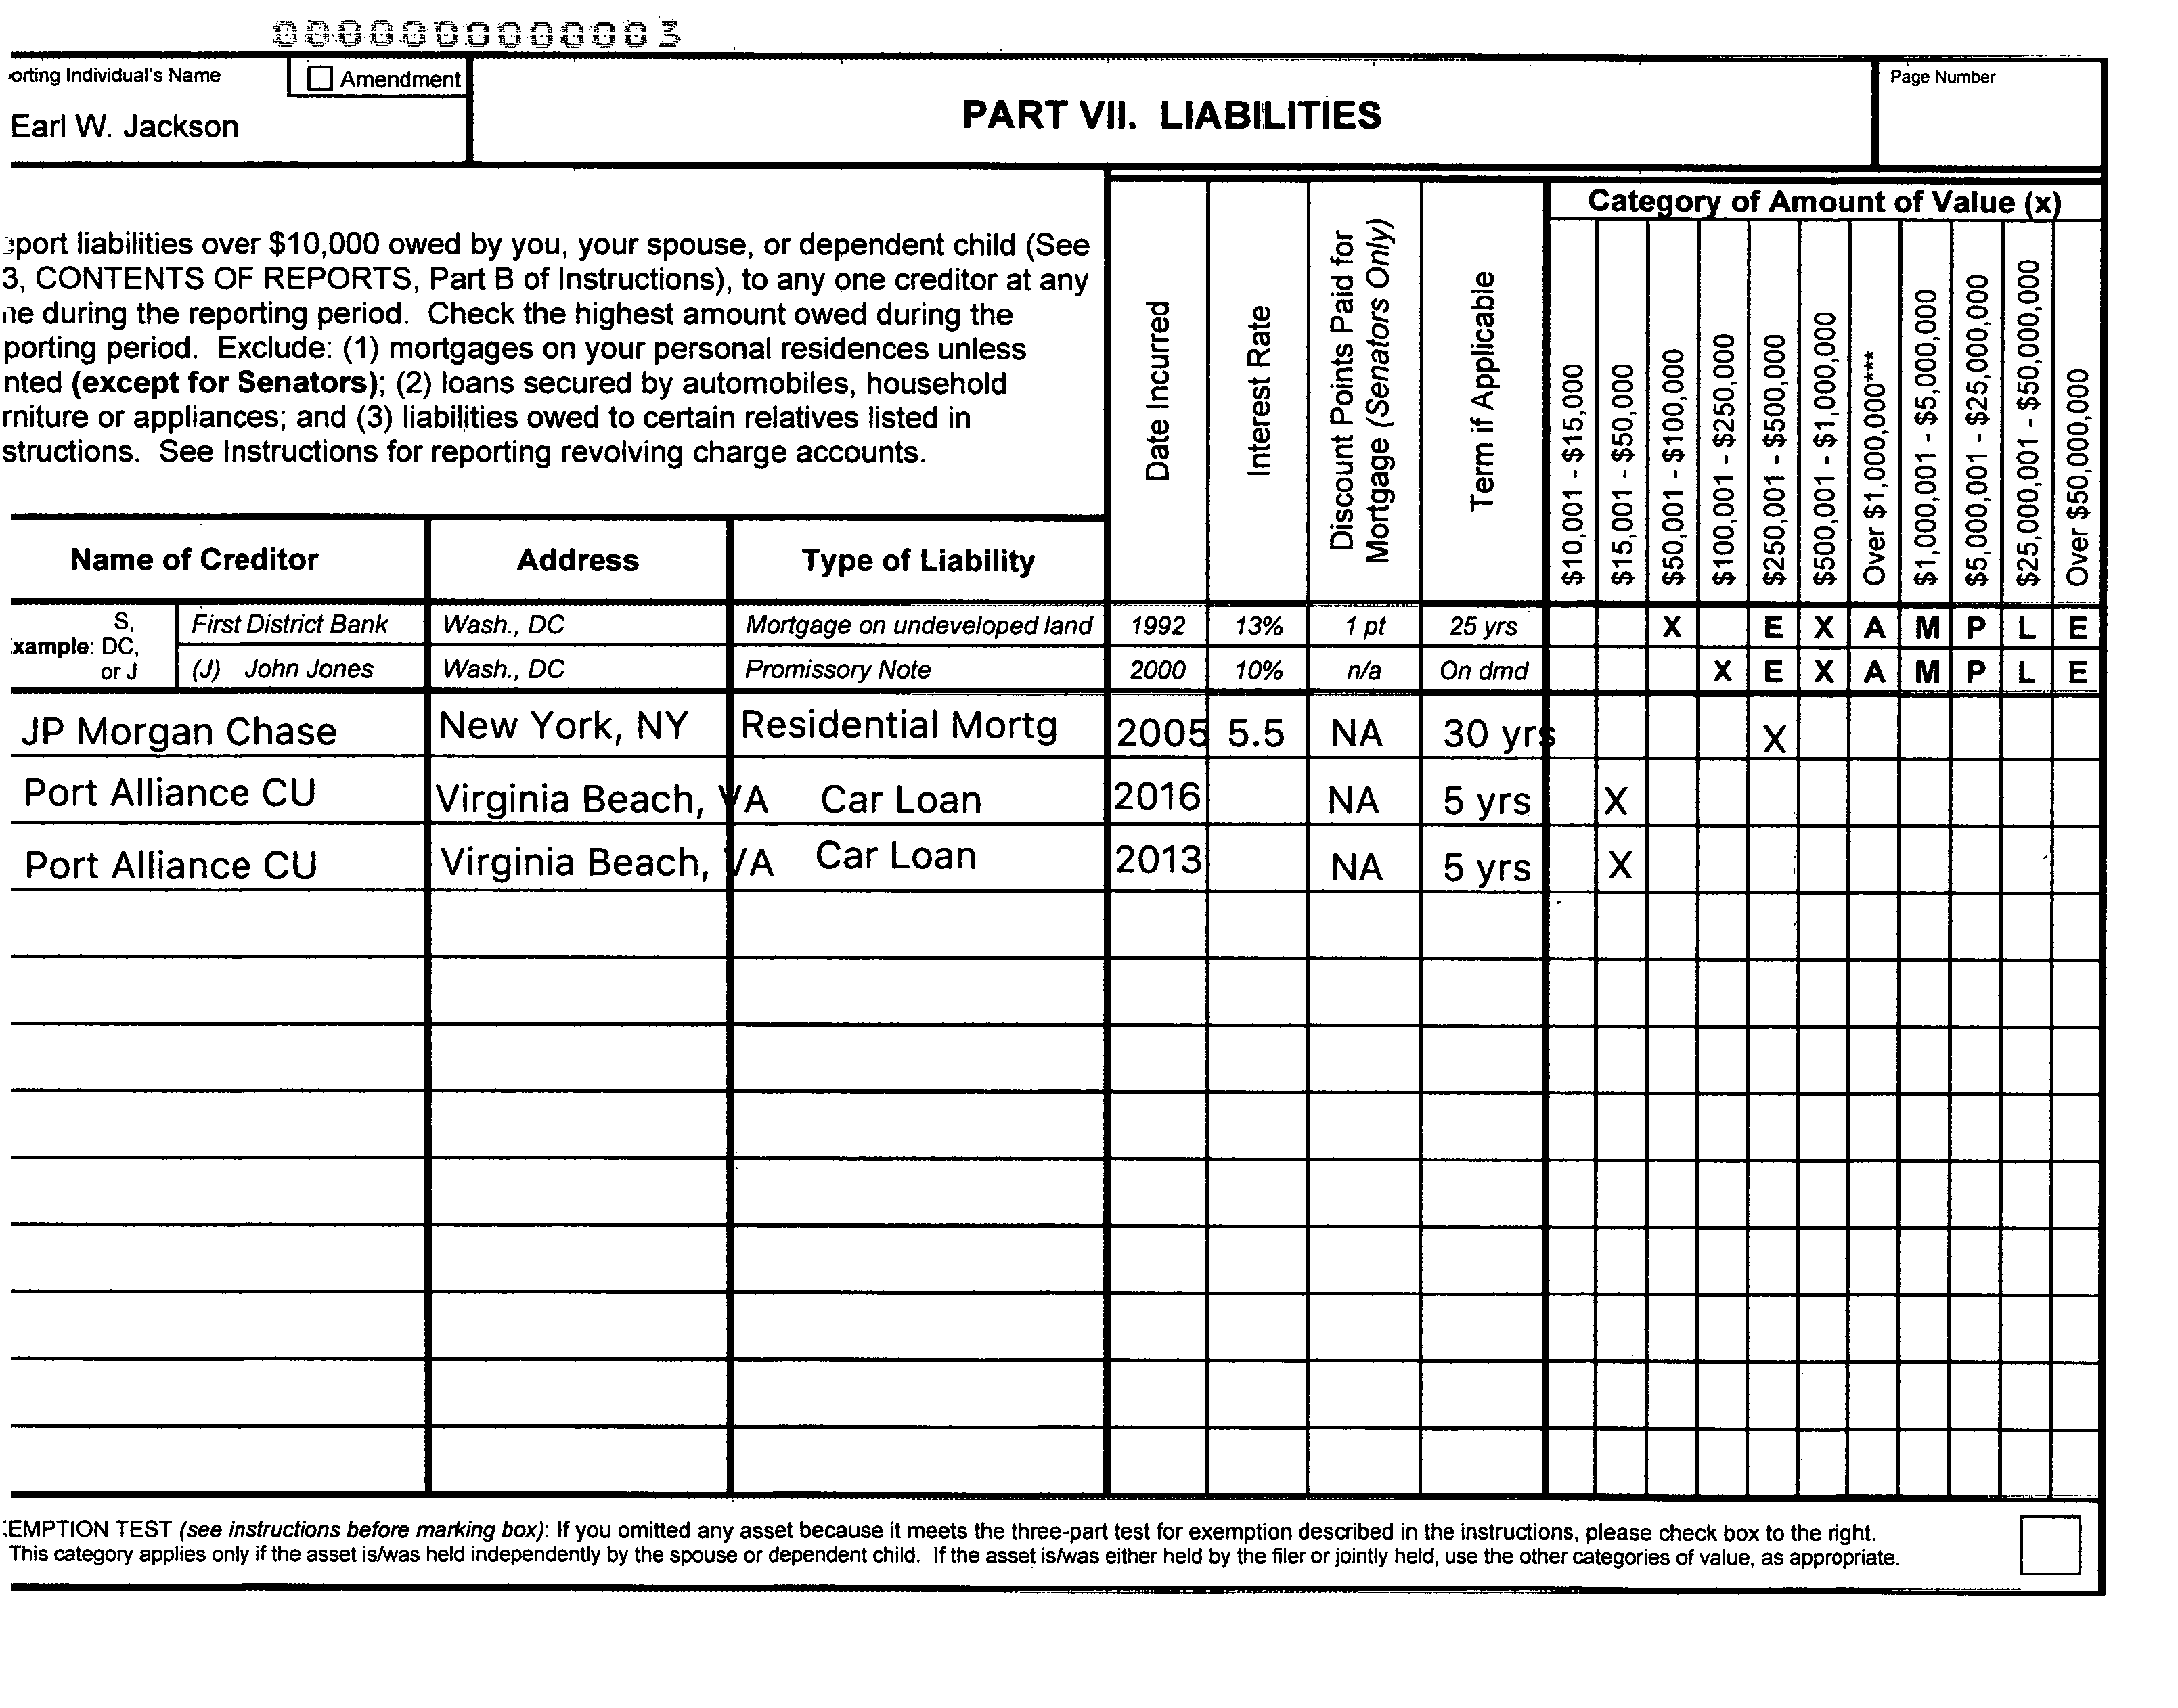 0000000000003
orting Individual's Name
Amendment
Earl W. Jackson
PART VII.  LIABILITIES
Page Number
port liabilities over $10,000 owed by you, your spouse, or dependent child (See
3, CONTENTS OF REPORTS, Part B of Instructions), to any one creditor at any
ne during the reporting period.  Check the highest amount owed during the
porting period.  Exclude: (1) mortgages on your personal residences unless
nted (except for Senators); (2) loans secured by automobiles, household
rniture or appliances; and (3) liabilities owed to certain relatives listed in
structions.  See Instructions for reporting revolving charge accounts.
Date Incurred
Interest Rate
Discount Points Paid for
Mortgage (Senators Only)
Term if Applicable
Category of Amount of Value (x)
$10,001 - $15,000
$15,001 - $50,000
$50,001 - $100,000
$100,001 - $250,000
$250,001 - $500,000
$500,001 - $1,000,000
Over $1,000,000***
$1,000,001 - $5,000,000
$5,000,001 - $25,000,000
$25,000,001 - $50,000,000
Over $50,000,000
Name of Creditor Address Type of Liability
xample: S, DC, or J
First District Bank Wash., DC Mortgage on undeveloped land 1992 13% 1 pt 25 yrs X E X A M P L E
(J) John Jones Wash., DC Promissory Note 2000 10% n/a On dmd X E X A M P L E
JP Morgan Chase New York, NY Residential Mortg 2005 5.5 NA 30 yrs X
Port Alliance CU Virginia Beach, VA Car Loan 2016 NA 5 yrs X
Port Alliance CU Virginia Beach, VA Car Loan 2013 NA 5 yrs X
EMPTION TEST (see instructions before marking box): If you omitted any asset because it meets the three-part test for exemption described in the instructions, please check box to the right.
This category applies only if the asset is/was held independently by the spouse or dependent child.  If the asset is/was either held by the filer or jointly held, use the other categories of value, as appropriate.